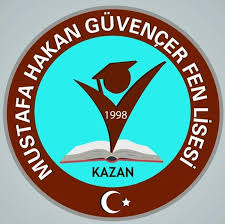 MUSTAFA HAKAN GÜVENÇER FEN LİSESİ
1998
KAZAN